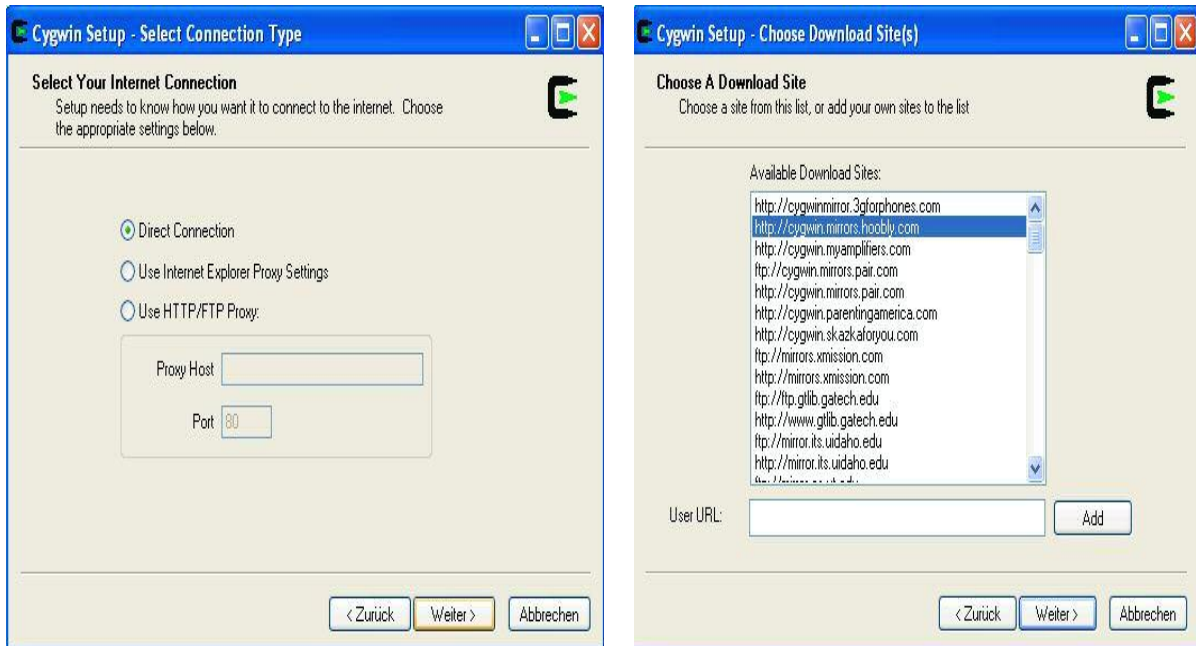 Cygwin Setup - Select Connection Type
Select Your Internet Connection
Setup needs to know how you want it to connect to the internet. Choose
the appropriate settings below.
Direct Connection
Use Internet Explorer Proxy Settings
Use HTTP/FTP Proxy:
Proxy Host
Port 80
< Zurück Weiter > Abbrechen
Cygwin Setup - Choose Download Site(s)
Choose A Download Site
Choose a site from this list, or add your own sites to the list
Available Download Sites:
http://cygwinmirror.3gforphones.com
http://cygwin.mirrors.hoobly.com
http://cygwin.myamplifiers.com
ftp://cygwin.mirrors.pair.com
http://cygwin.mirrors.pair.com
http://cygwin.parentingamerica.com
http://cygwin.skazkaforyou.com
ftp://mirrors.xmission.com
http://mirrors.xmission.com
ftp://ftp.gtlib.gatech.edu
http://www.gtlib.gatech.edu
ftp://mirror.its.uidaho.edu
http://mirror.its.uidaho.edu
User URL: Add
< Zurück Weiter > Abbrechen